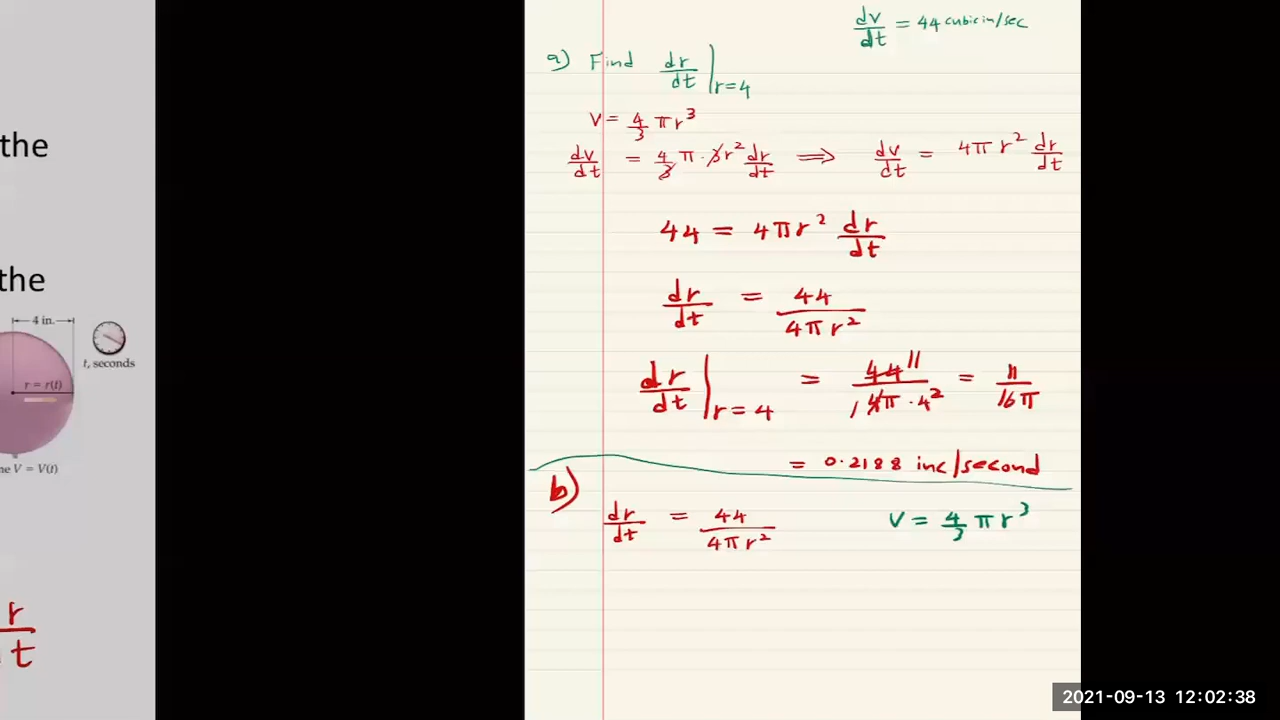 the
the
4 in.
t, seconds
r = r(t)
V = V(t)
r
t
dv/dt = 44 cubic in/sec
a) Find dr/dt | r=4
V = 4/3 πr³
dv/dt = 4/3 π · 3r² dr/dt ⟹ dv/dt = 4πr² dr/dt
44 = 4πr² dr/dt
dr/dt = 44/4πr²
dr/dt | r=4 = 44 11/1 4π · 4² = 11/16π
= 0.2188 inc/second
b)
dr/dt = 44/4πr² V = 4/3 πr³
2021-09-13 12:02:38